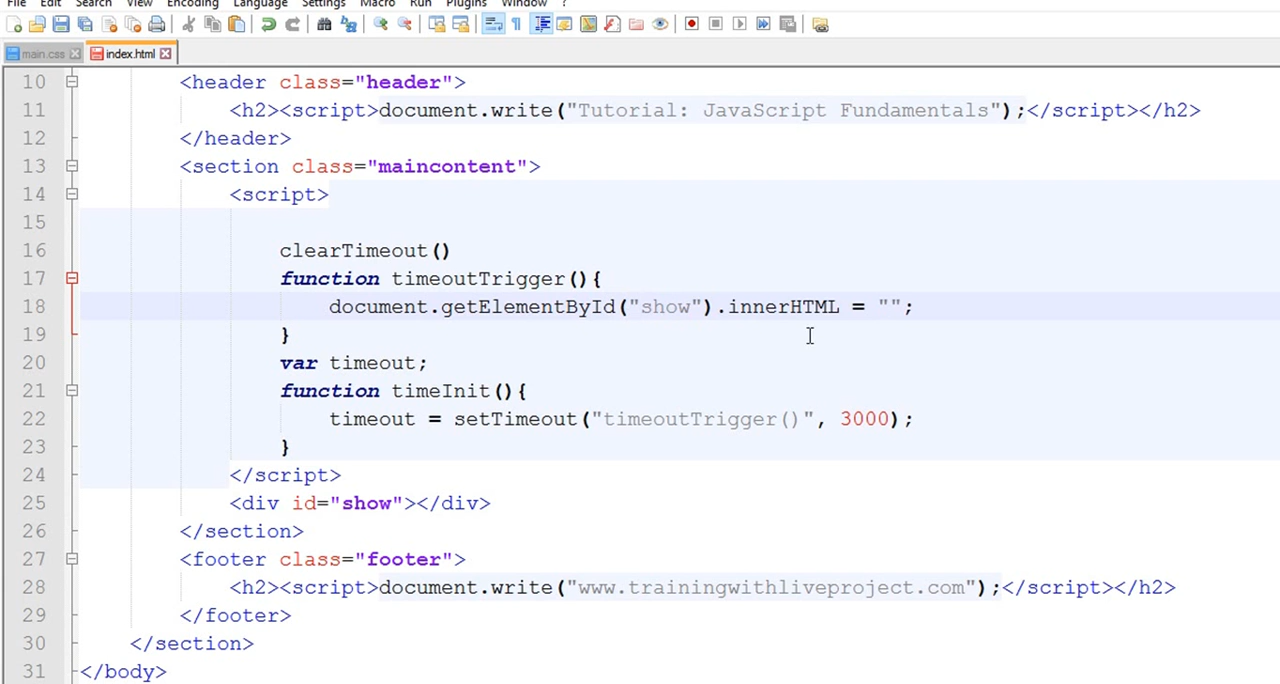 File Edit Search View Encoding Language Settings Macro Run Plugins Window ?
main.css index.html
10 <header class="header">
11 <h2><script>document.write("Tutorial: JavaScript Fundamentals");</script></h2>
12 </header>
13 <section class="maincontent">
14 <script>
15
16 clearTimeout()
17 function timeoutTrigger(){
18 document.getElementById("show").innerHTML = "";
19 }
20 var timeout;
21 function timeInit(){
22 timeout = setTimeout("timeoutTrigger()", 3000);
23 }
24 </script>
25 <div id="show"></div>
26 </section>
27 <footer class="footer">
28 <h2><script>document.write("www.trainingwithliveproject.com");</script></h2>
29 </footer>
30 </section>
31 </body>